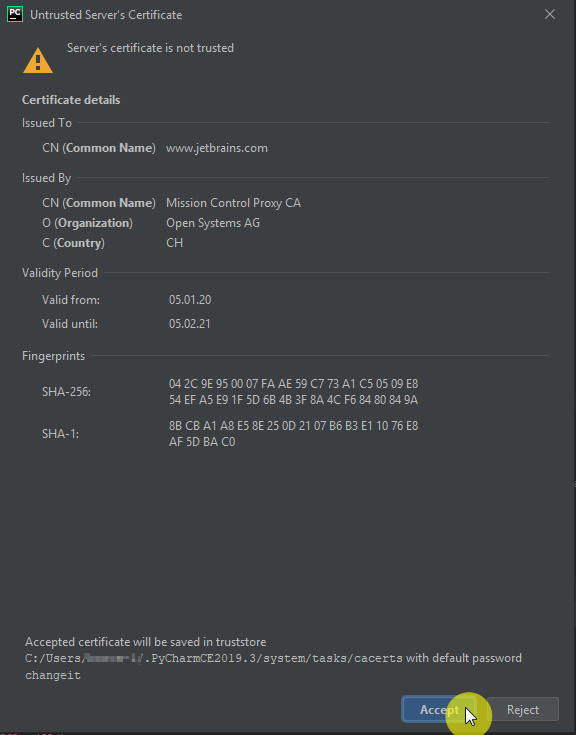 PC Untrusted Server's Certificate
Server's certificate is not trusted
Certificate details
Issued To
CN (Common Name) www.jetbrains.com
Issued By
CN (Common Name) Mission Control Proxy CA
O (Organization) Open Systems AG
C (Country) CH
Validity Period
Valid from: 05.01.20
Valid until: 05.02.21
Fingerprints
SHA-256: 04 2C 9E 95 00 07 FA AE 59 C7 73 A1 C5 05 09 E8
54 EF A5 E9 1F 5D 6B 4B 3F 8A 4C F6 84 80 84 9A
SHA-1: 8B CB A1 A8 E5 8E 25 0D 21 07 B6 B3 E1 10 76 E8
AF 5D BA C0
Accepted certificate will be saved in truststore
C:/Users/ /.PyCharmCE2019.3/system/tasks/cacerts with default password
changeit
Accept Reject